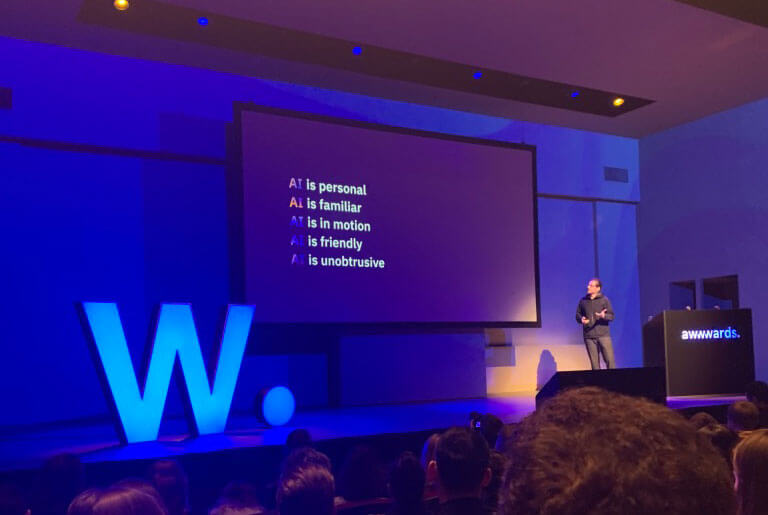 AI is personal
AI is familiar
AI is in motion
AI is friendly
AI is unobtrusive
W.
awwwards.